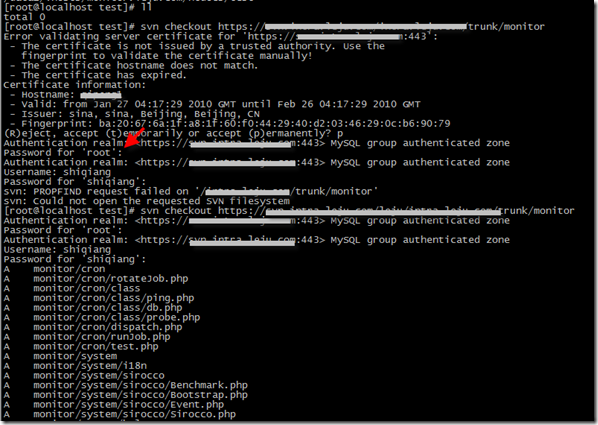 [root@localhost test]# ll
total 0
[root@localhost test]# svn checkout https:// trunk/monitor
Error validating server certificate for 'https:// :443':
 - The certificate is not issued by a trusted authority. Use the
   fingerprint to validate the certificate manually!
 - The certificate hostname does not match.
 - The certificate has expired.
Certificate information:
 - Hostname:
 - Valid: from Jan 27 04:17:29 2010 GMT until Feb 26 04:17:29 2010 GMT
 - Issuer: sina, sina, Beijing, Beijing, CN
 - Fingerprint: ba:20:67:6a:1f:a8:1f:60:f0:44:29:40:d2:03:46:29:0c:b6:90:79
(R)eject, accept (t)emporarily or accept (p)ermanently? p
Authentication realm: <https:// :443> MySQL group authenticated zone
Password for 'root':
Authentication realm: <https:// :443> MySQL group authenticated zone
Username: shiqiang
Password for 'shiqiang':
svn: PROPFIND request failed on '/ /trunk/monitor'
svn: Could not open the requested SVN filesystem
[root@localhost test]# svn checkout https:// trunk/monitor
Authentication realm: <https:// :443> MySQL group authenticated zone
Password for 'root':
Authentication realm: <https://svn.intra.leju.com:443> MySQL group authenticated zone
Username: shiqiang
Password for 'shiqiang':
A    monitor/cron
A    monitor/cron/rotateJob.php
A    monitor/cron/class
A    monitor/cron/class/ping.php
A    monitor/cron/class/db.php
A    monitor/cron/class/probe.php
A    monitor/cron/dispatch.php
A    monitor/cron/runJob.php
A    monitor/cron/test.php
A    monitor/system
A    monitor/system/i18n
A    monitor/system/sirocco
A    monitor/system/sirocco/Benchmark.php
A    monitor/system/sirocco/Bootstrap.php
A    monitor/system/sirocco/Event.php
A    monitor/system/sirocco/Sirocco.php